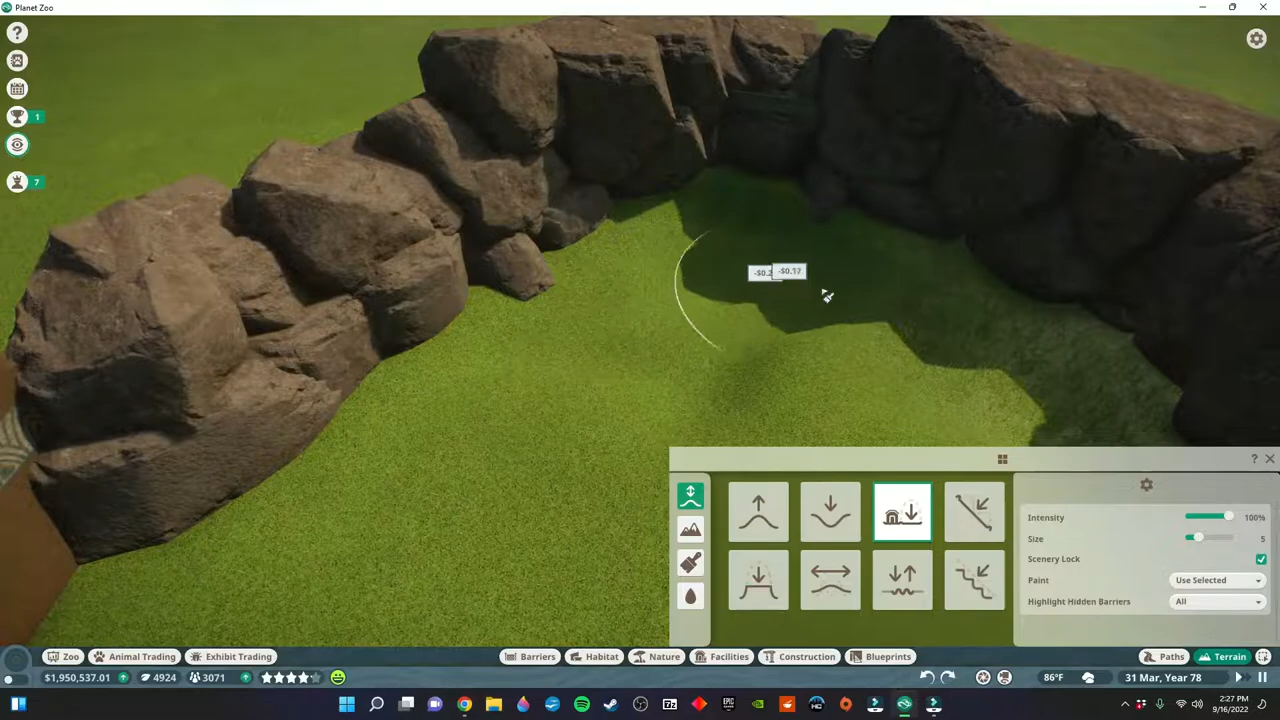 Planet Zoo
?
1
7
-$0.2
-$0.17
?
Intensity 100%
Size 5
Scenery Lock
Paint Use Selected
Highlight Hidden Barriers All
Zoo Animal Trading Exhibit Trading Barriers Habitat Nature Facilities Construction Blueprints Paths Terrain
$1,950,537.01 4924 3071 86°F 31 Mar, Year 78
2:27 PM
9/16/2022